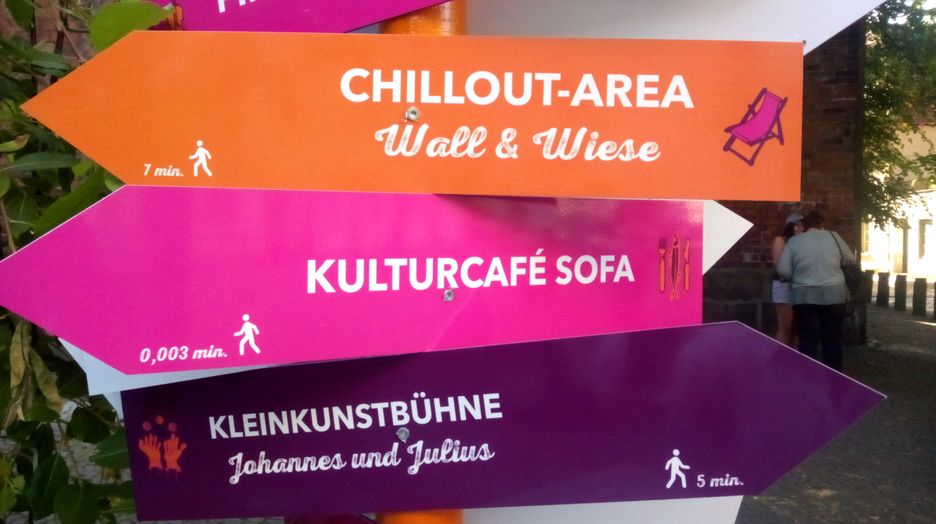 CHILLOUT-AREA
Wall & Wiese
7 min.
KULTURCAFÉ SOFA
0,003 min.
KLEINKUNSTBÜHNE
Johannes und Julius
5 min.